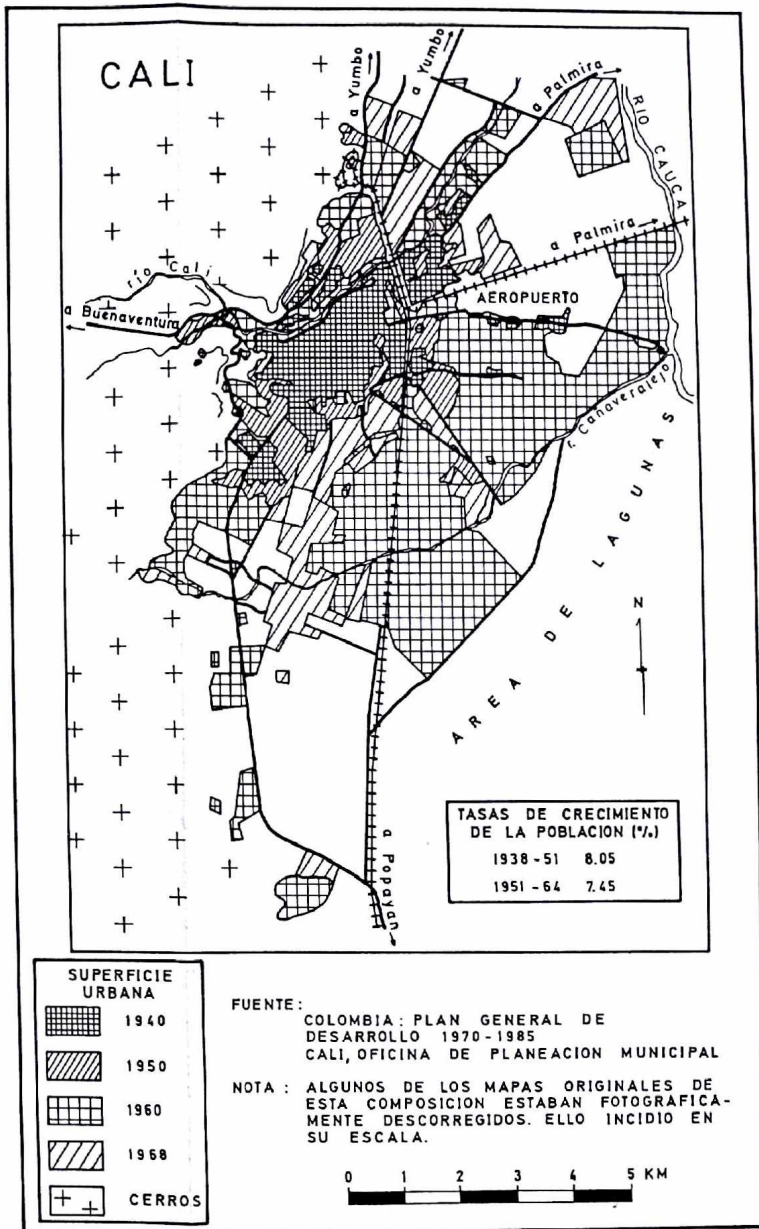 CALI
a Yumbo
a Yumbo
a Palmira
RIO CAUCA
a Palmira
río Cali
a Buenaventura
AEROPUERTO
r. Cañaveralejo
AREA DE LAGUNAS
N
a Popayan
TASAS DE CRECIMIENTO
DE LA POBLACION (%)
1938-51 8.05
1951-64 7.45
SUPERFICIE
URBANA
1940
1950
1960
1968
CERROS
FUENTE:
COLOMBIA: PLAN GENERAL DE
DESARROLLO 1970-1985
CALI, OFICINA DE PLANEACION MUNICIPAL
NOTA: ALGUNOS DE LOS MAPAS ORIGINALES DE
ESTA COMPOSICION ESTABAN FOTOGRAFICA-
MENTE DESCORREGIDOS. ELLO INCIDIO EN
SU ESCALA.
0 1 2 3 4 5 KM